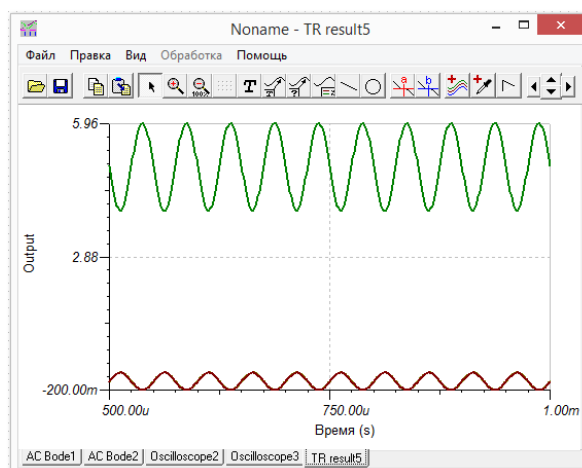 Noname - TR result5
Файл Правка Вид Обработка Помощь
T
100%
a
b
5.96
Output
2.88
-200.00m
500.00u 750.00u 1.00m
Время (s)
AC Bode1 AC Bode2 Oscilloscope2 Oscilloscope3 TR result5